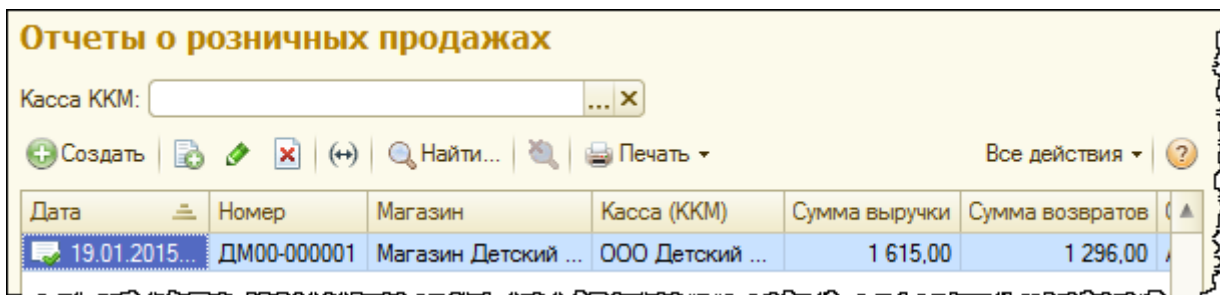 Отчеты о розничных продажах
Касса ККМ: ...
Создать Найти... Печать Все действия ?
Дата Номер Магазин Касса (ККМ) Сумма выручки Сумма возвратов
19.01.2015... ДМ00-000001 Магазин Детский ... ООО Детский ... 1 615,00 1 296,00